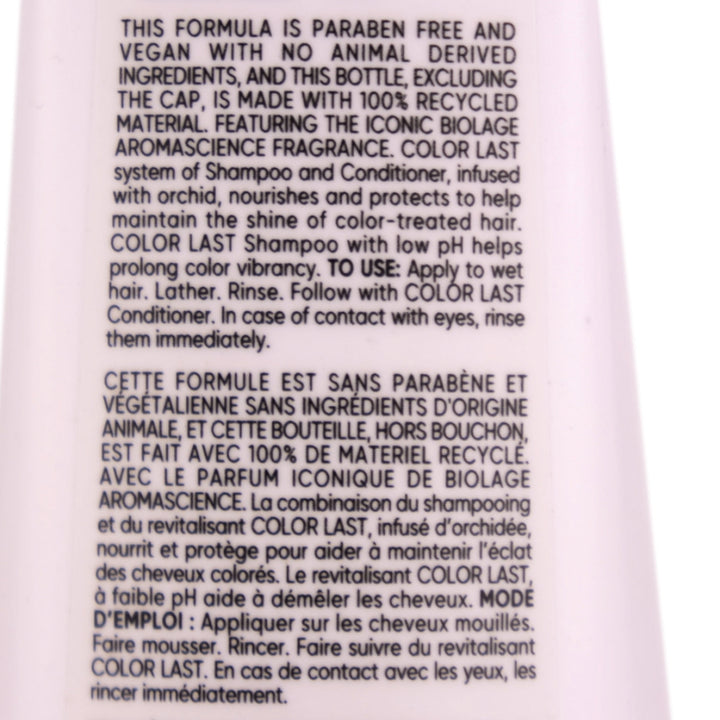 THIS FORMULA IS PARABEN FREE AND
VEGAN WITH NO ANIMAL DERIVED
INGREDIENTS, AND THIS BOTTLE, EXCLUDING
THE CAP, IS MADE WITH 100% RECYCLED
MATERIAL. FEATURING THE ICONIC BIOLAGE
AROMASCIENCE FRAGRANCE. COLOR LAST
system of Shampoo and Conditioner, infused
with orchid, nourishes and protects to help
maintain the shine of color-treated hair.
COLOR LAST Shampoo with low pH helps
prolong color vibrancy. TO USE: Apply to wet
hair. Lather. Rinse. Follow with COLOR LAST
Conditioner. In case of contact with eyes, rinse
them immediately.
CETTE FORMULE EST SANS PARABÈNE ET
VÉGÉTALIENNE SANS INGRÉDIENTS D'ORIGINE
ANIMALE, ET CETTE BOUTEILLE, HORS BOUCHON,
EST FAIT AVEC 100% DE MATERIEL RECYCLÉ.
AVEC LE PARFUM ICONIQUE DE BIOLAGE
AROMASCIENCE. La combinaison du shampooing
et du revitalisant COLOR LAST, infusé d'orchidée,
nourrit et protège pour aider à maintenir l'éclat
des cheveux colorés. Le revitalisant COLOR LAST,
à faible pH aide à démêler les cheveux. MODE
D'EMPLOI : Appliquer sur les cheveux mouillés.
Faire mousser. Rincer. Faire suivre du revitalisant
COLOR LAST. En cas de contact avec les yeux, les
rincer immédiatement.